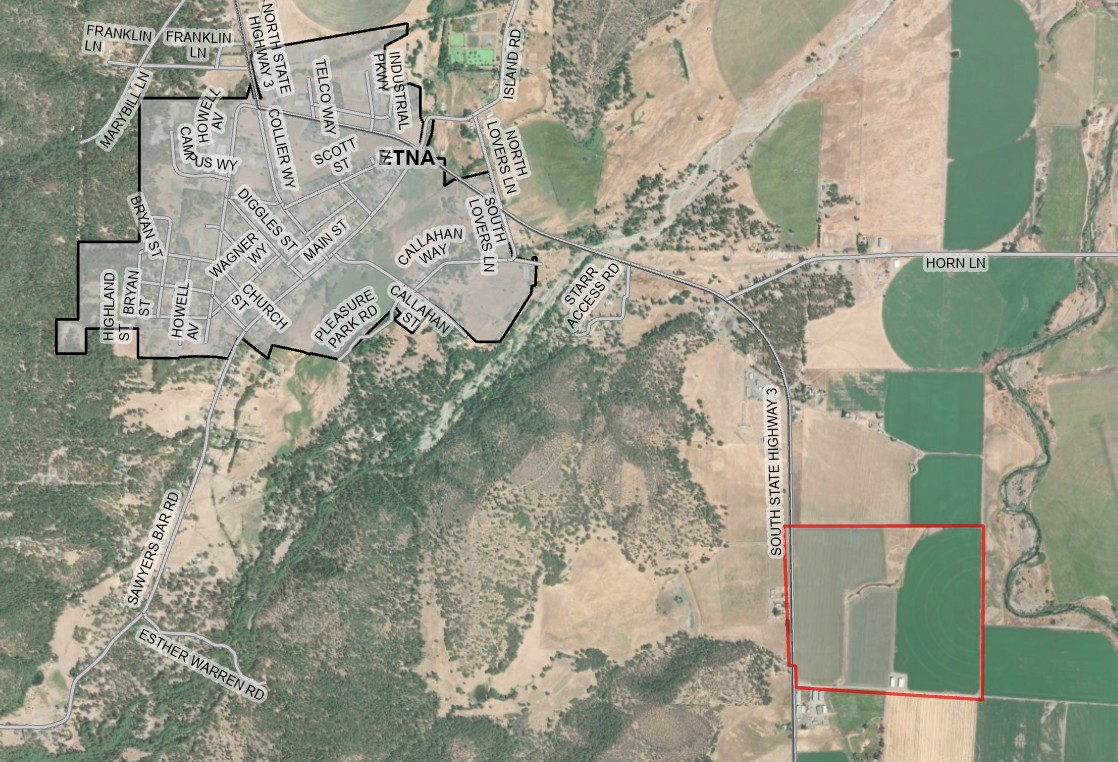 FRANKLIN
LN
FRANKLIN
LN
NORTH STATE
HIGHWAY 3
MARYBILL LN
HOWELL
AV
CAMPUS WY
TELCO WAY
INDUSTRIAL
PKWY
ISLAND RD
COLLIER WY
SCOTT
ST
ETNA
NORTH
LOVERS LN
SOUTH
LOVERS LN
BRYAN ST
DIGGLES ST
WAGNER
WY
MAIN ST
CALLAHAN
WAY
HIGHLAND
ST
BRYAN
ST
HOWELL
AV
CHURCH
ST
PLEASURE
PARK RD
CALLAHAN
ST
STARR
ACCESS RD
HORN LN
SOUTH STATE HIGHWAY 3
SAWYERS BAR RD
ESTHER WARREN RD